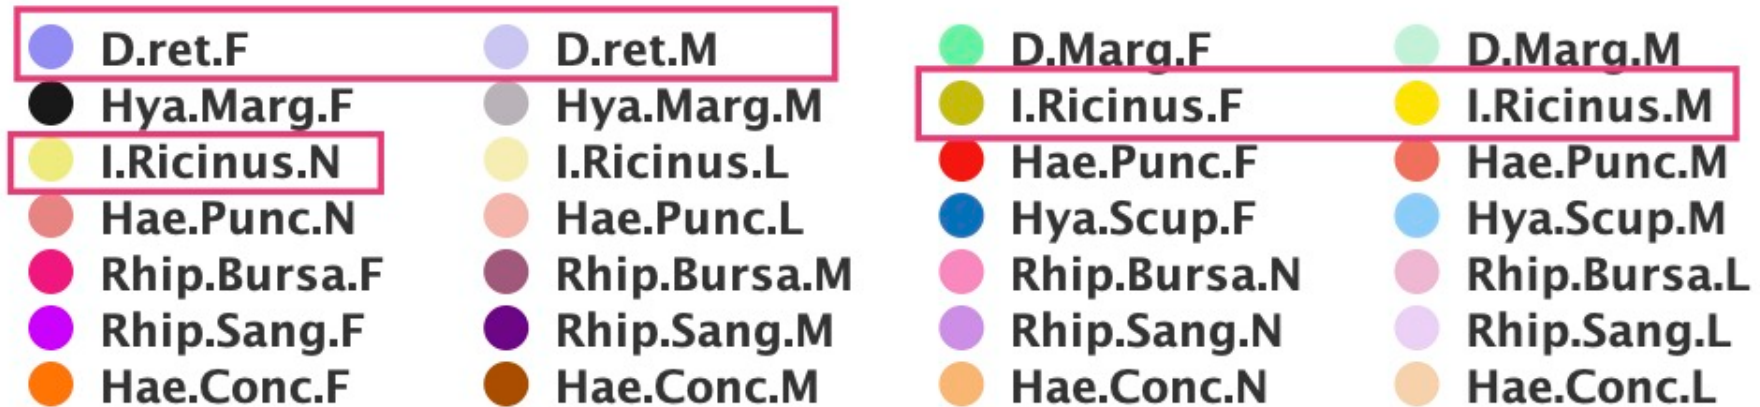 D.ret.F D.ret.M D.Marg.F D.Marg.M
Hya.Marg.F Hya.Marg.M I.Ricinus.F I.Ricinus.M
I.Ricinus.N I.Ricinus.L Hae.Punc.F Hae.Punc.M
Hae.Punc.N Hae.Punc.L Hya.Scup.F Hya.Scup.M
Rhip.Bursa.F Rhip.Bursa.M Rhip.Bursa.N Rhip.Bursa.L
Rhip.Sang.F Rhip.Sang.M Rhip.Sang.N Rhip.Sang.L
Hae.Conc.F Hae.Conc.M Hae.Conc.N Hae.Conc.L